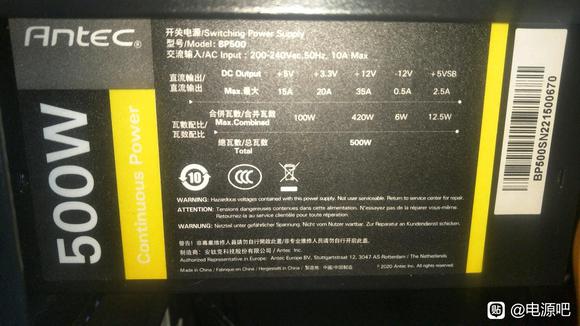 Antec®
500W
Continuous Power
开关电源/Switching Power Supply
型号/Model: BP500
交流输入/AC Input: 200-240Vac,50Hz, 10A Max
直流輸出/ 直流输出 DC Output +5V +3.3V +12V -12V +5VSB
Max.最大 15A 20A 35A 0.5A 2.5A
瓦數配比/ 瓦数配比 合併瓦數/合并瓦数 Max.Combined 100W 420W 6W 12.5W
總瓦數/总瓦数 Total 500W
10
CCC
WARNING: Hazardous voltages contained with this power supply. Not user serviceable. Return to service center for repair.
ATTENTION: Tensions dangereuses contenues dans cette alimentation. N'essayez pas de la réparer vous-même.
Retournez-la au service clientèle pour toute réparation.
WARNUNG: Netzteil unter gefährlicher Spannung. Nicht vom Nutzer wartbar. Zur Reparatur an Kundendienst schicken.
警告：非專業維修人員請勿自行開啟/非专业维修人员请勿自行开启
制造商：安钛克科技股份有限公司 / Antec Inc.
Authorized Representative in Europe: Antec BV, Stuttgartstraat 12, 3047 AS Rotterdam / The Netherlands
Made in China / Fabriqué en Chine / Hergestellt in China / 製造地 中國/中国制造
© 2020 Antec Inc. All rights reserved.
BP500SN221500670
贴 @电源吧